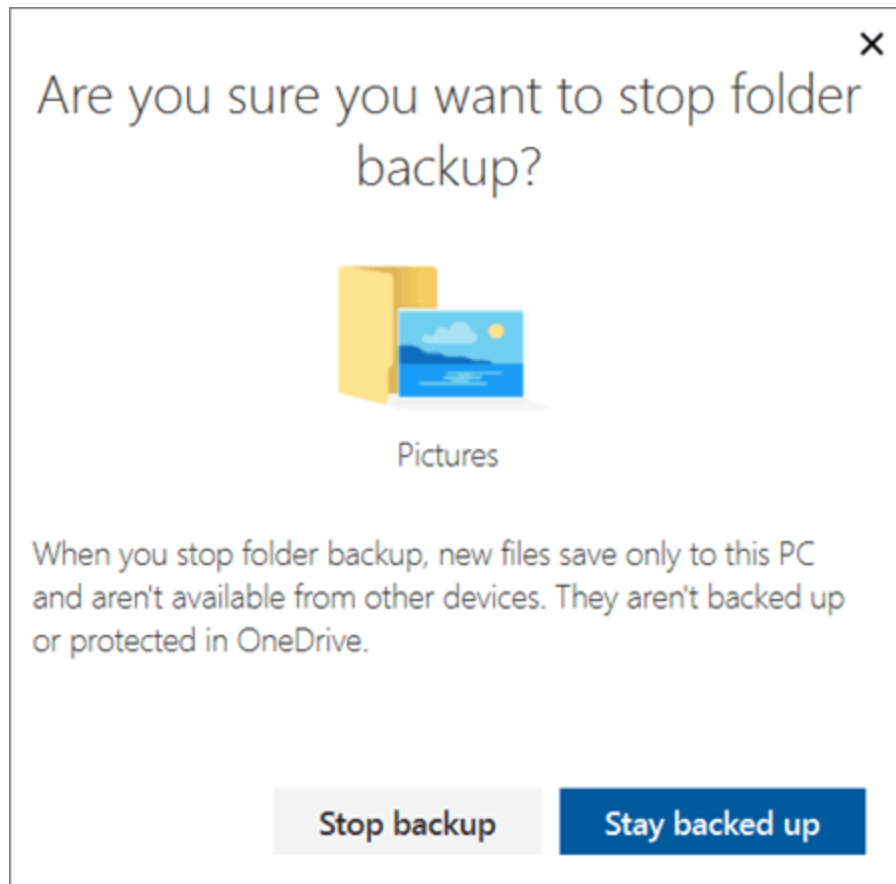 Are you sure you want to stop folder
backup?
Pictures
When you stop folder backup, new files save only to this PC
and aren't available from other devices. They aren't backed up
or protected in OneDrive.
Stop backup
Stay backed up